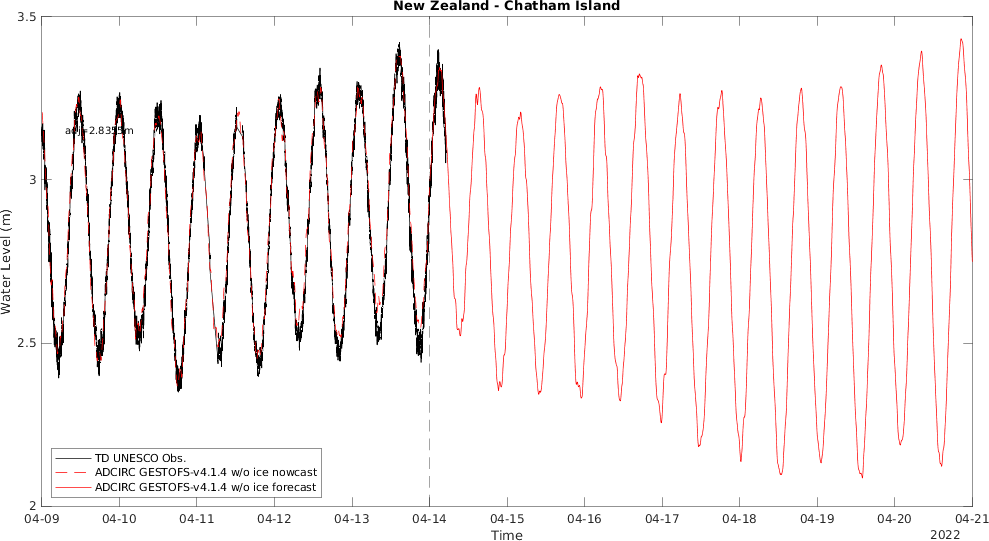 New Zealand - Chatham Island
3.5
3
2.5
2
Water Level (m)
adj=2.8355m
TD UNESCO Obs.
ADCIRC GESTOFS-v4.1.4 w/o ice nowcast
ADCIRC GESTOFS-v4.1.4 w/o ice forecast
04-09 04-10 04-11 04-12 04-13 04-14 04-15 04-16 04-17 04-18 04-19 04-20 04-21
Time
2022